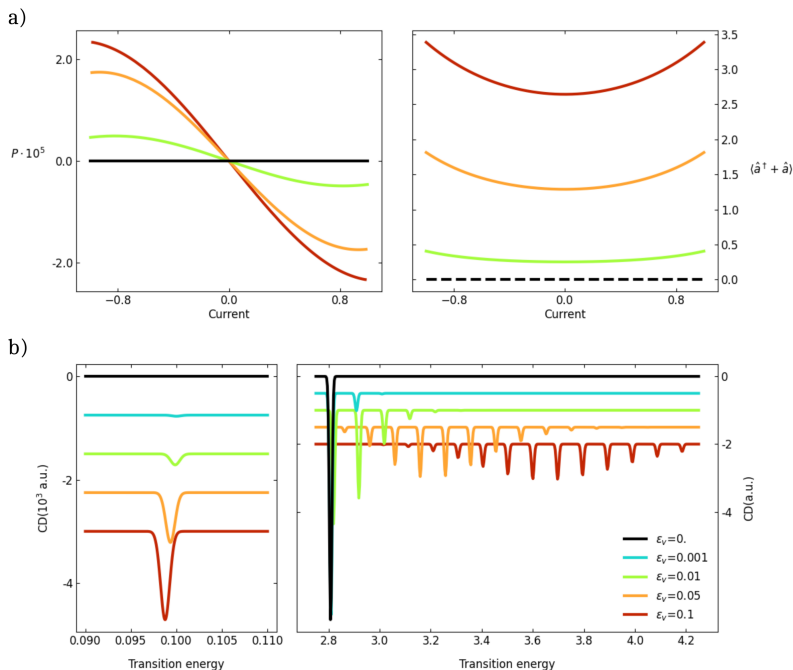 a)
2.0
0.0
-2.0
P · 10⁵
−0.8
0.0
0.8
Current
3.5
3.0
2.5
2.0
1.5
1.0
0.5
0.0
⟨â† + â⟩
−0.8
0.0
0.8
Current
b)
0
-2
-4
CD(10³ a.u.)
0.090
0.095
0.100
0.105
0.110
Transition energy
0
-2
-4
CD(a.u.)
εᵥ=0.
εᵥ=0.001
εᵥ=0.01
εᵥ=0.05
εᵥ=0.1
2.8
3.0
3.2
3.4
3.6
3.8
4.0
4.2
Transition energy